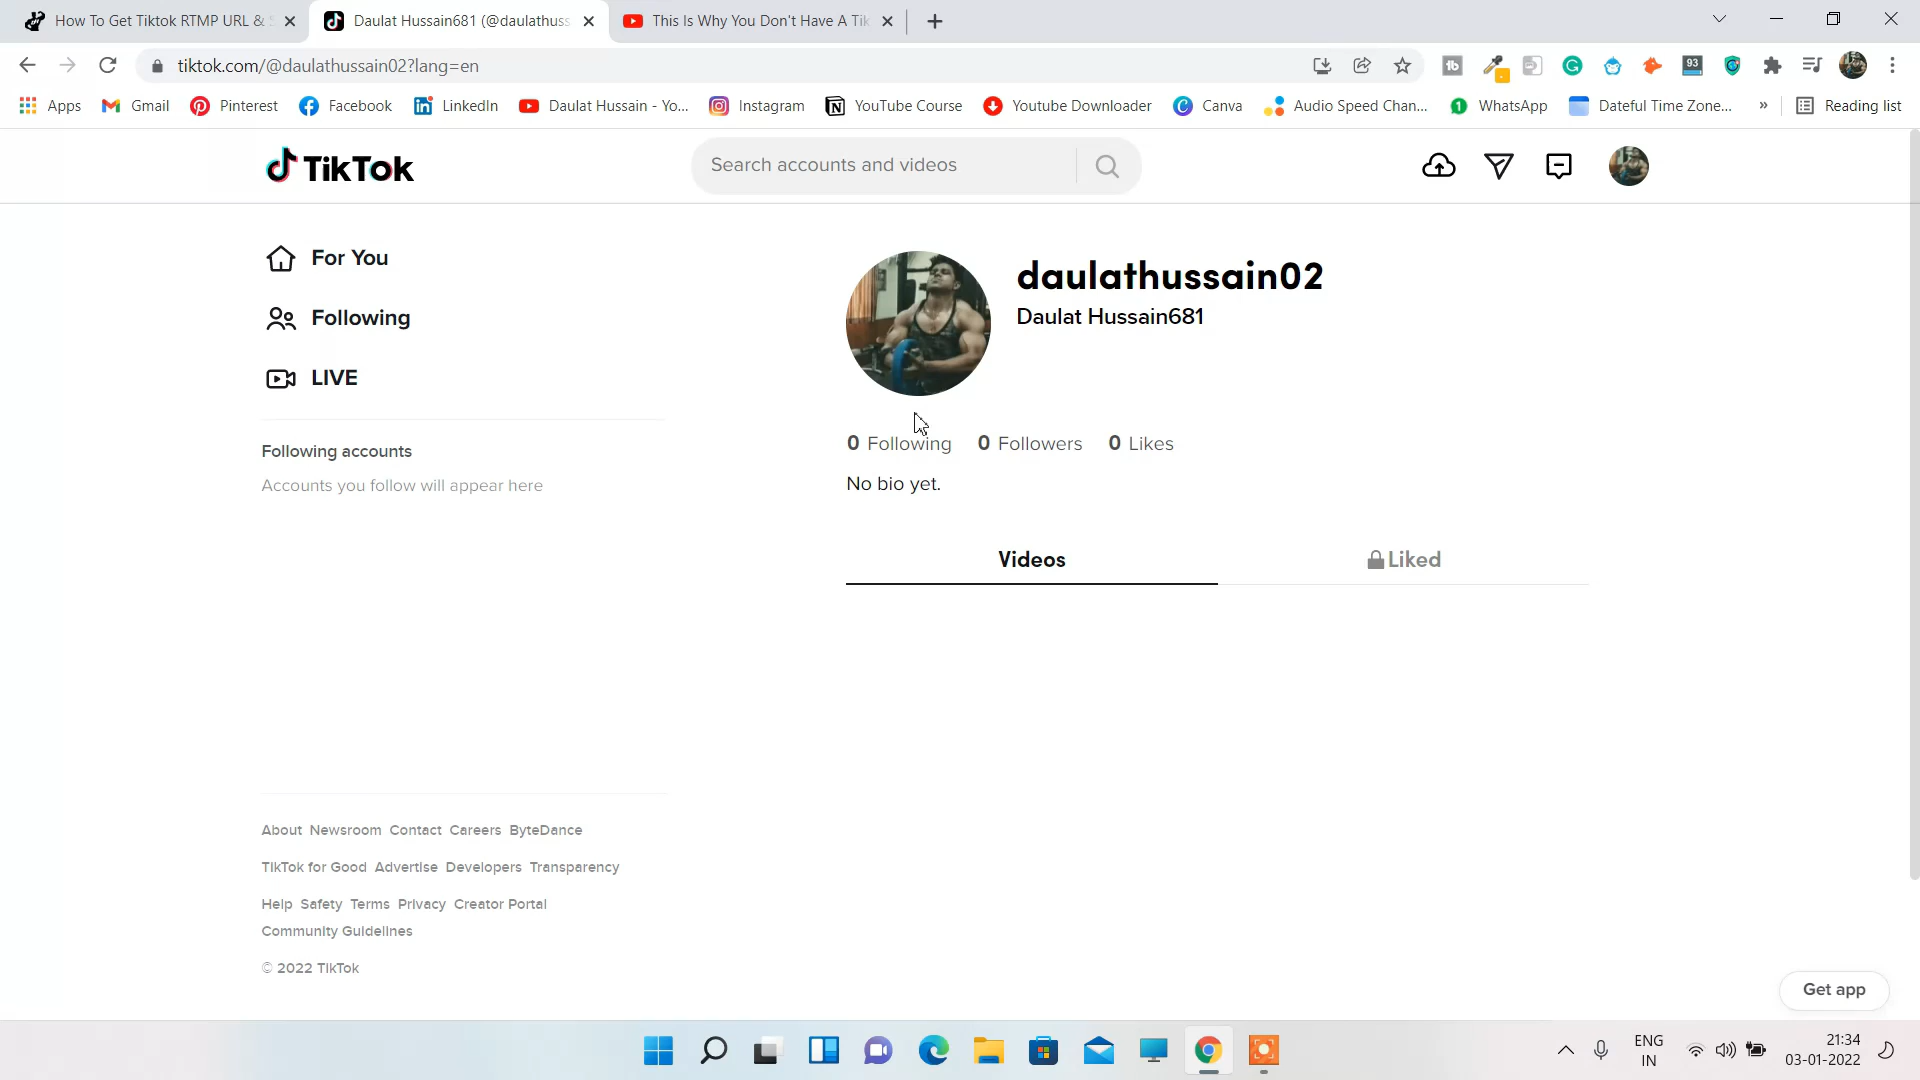 How To Get Tiktok RTMP URL &
Daulat Hussain681 (@daulathuss
This Is Why You Don't Have A Tik
tiktok.com/@daulathussain02?lang=en
93
Apps
Gmail
Pinterest
Facebook
LinkedIn
Daulat Hussain - Yo...
Instagram
YouTube Course
Youtube Downloader
Canva
Audio Speed Chan...
WhatsApp
Dateful Time Zone...
»
Reading list
TikTok
Search accounts and videos
For You
Following
LIVE
Following accounts
Accounts you follow will appear here
daulathussain02
Daulat Hussain681
0 Following 0 Followers 0 Likes
No bio yet.
Videos
Liked
About Newsroom Contact Careers ByteDance
TikTok for Good Advertise Developers Transparency
Help Safety Terms Privacy Creator Portal
Community Guidelines
© 2022 TikTok
Get app
ENG
IN
21:34
03-01-2022